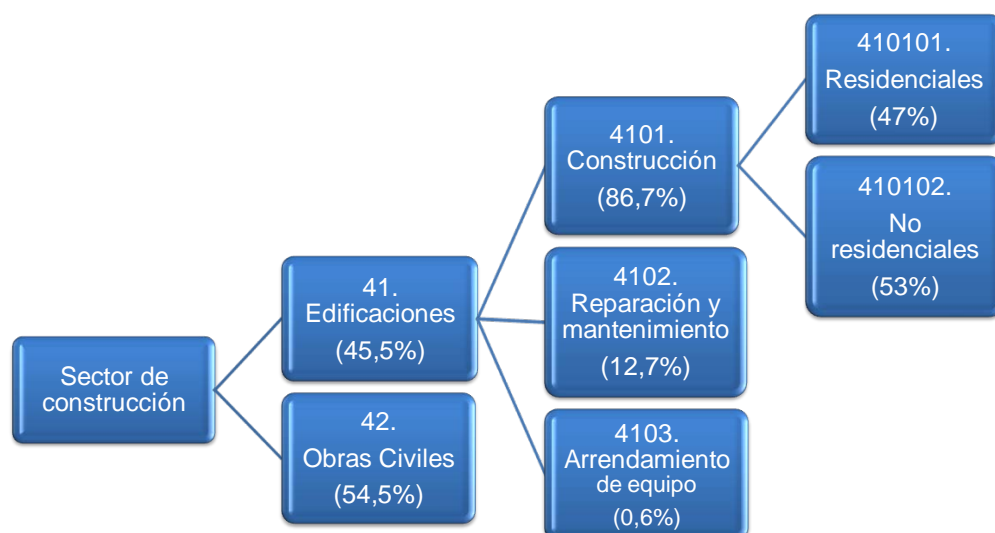 Sector de
construcción
41.
Edificaciones
(45,5%)
42.
Obras Civiles
(54,5%)
4101.
Construcción
(86,7%)
4102.
Reparación y
mantenimiento
(12,7%)
4103.
Arrendamiento
de equipo
(0,6%)
410101.
Residenciales
(47%)
410102.
No
residenciales
(53%)